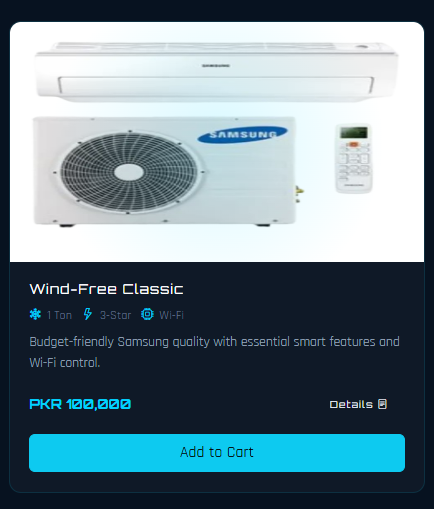 SAMSUNG
SAMSUNG
Wind-Free Classic
1 Ton 3-Star Wi-Fi
Budget-friendly Samsung quality with essential smart features and
Wi-Fi control.
PKR 100,000
Details
Add to Cart